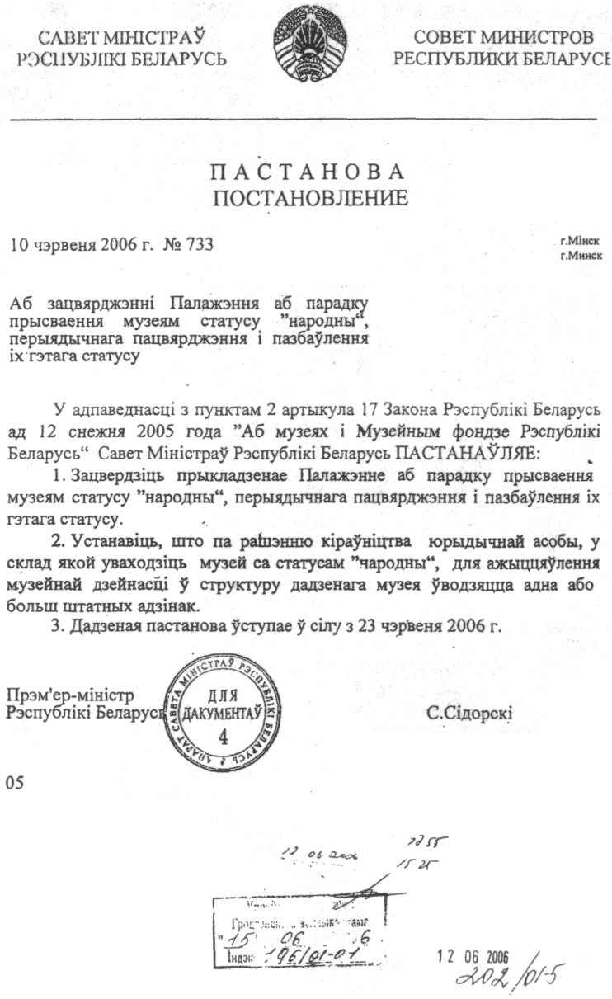 САВЕТ МІНІСТРАЎ
РЭСПУБЛІКІ БЕЛАРУСЬ
СОВЕТ МИНИСТРОВ
РЕСПУБЛИКИ БЕЛАРУСЬ
ПАСТАНОВА
ПОСТАНОВЛЕНИЕ
10 чэрвеня 2006 г. № 733
г.Мінск
г.Минск
Аб зацвярджэнні Палажэння аб парадку
прысваення музеям статусу ”народны“,
перыядычнага пацвярджэння і пазбаўлення
іх гэтага статусу
У адпаведнасці з пунктам 2 артыкула 17 Закона Рэспублікі Беларусь
ад 12 снежня 2005 года ”Аб музеях і Музейным фондзе Рэспублікі
Беларусь“ Савет Міністраў Рэспублікі Беларусь ПАСТАНАЎЛЯЕ:
1. Зацвердзіць прыкладзенае Палажэнне аб парадку прысваення
музеям статусу ”народны“, перыядычнага пацвярджэння і пазбаўлення іх
гэтага статусу.
2. Устанавіць, што па рашэнню кіраўніцтва юрыдычнай асобы, у
склад якой уваходзіць музей са статусам ”народны“, для ажыццяўлення
музейнай дзейнасці ў структуру дадзенага музея ўводзяцца адна або
больш штатных адзінак.
3. Дадзеная пастанова ўступае ў сілу з 23 чэрвеня 2006 г.
Прэм'ер-міністр
Рэспублікі Беларусь
С.Сідорскі
АПАРАТ САВЕТА МІНІСТРАЎ РЭСПУБЛІКІ БЕЛАРУСЬ
ДЛЯ
ДАКУМЕНТАЎ
4
05
12 06 2006
15 25
"15" 06 6
Індэкс 196/01-01
12 06 2006
202/01-5